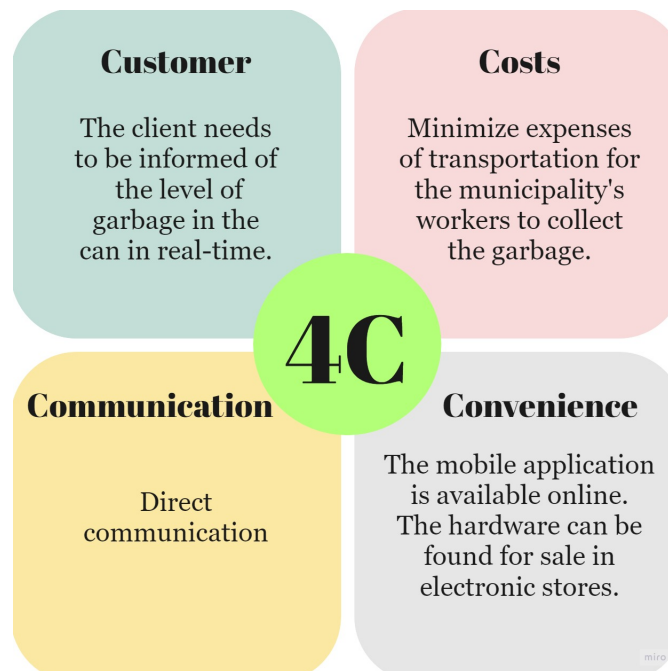 Customer
The client needs
to be informed of
the level of
garbage in the
can in real-time.
Costs
Minimize expenses
of transportation for
the municipality's
workers to collect
the garbage.
4C
Communication
Direct
communication
Convenience
The mobile application
is available online.
The hardware can be
found for sale in
electronic stores.
miro